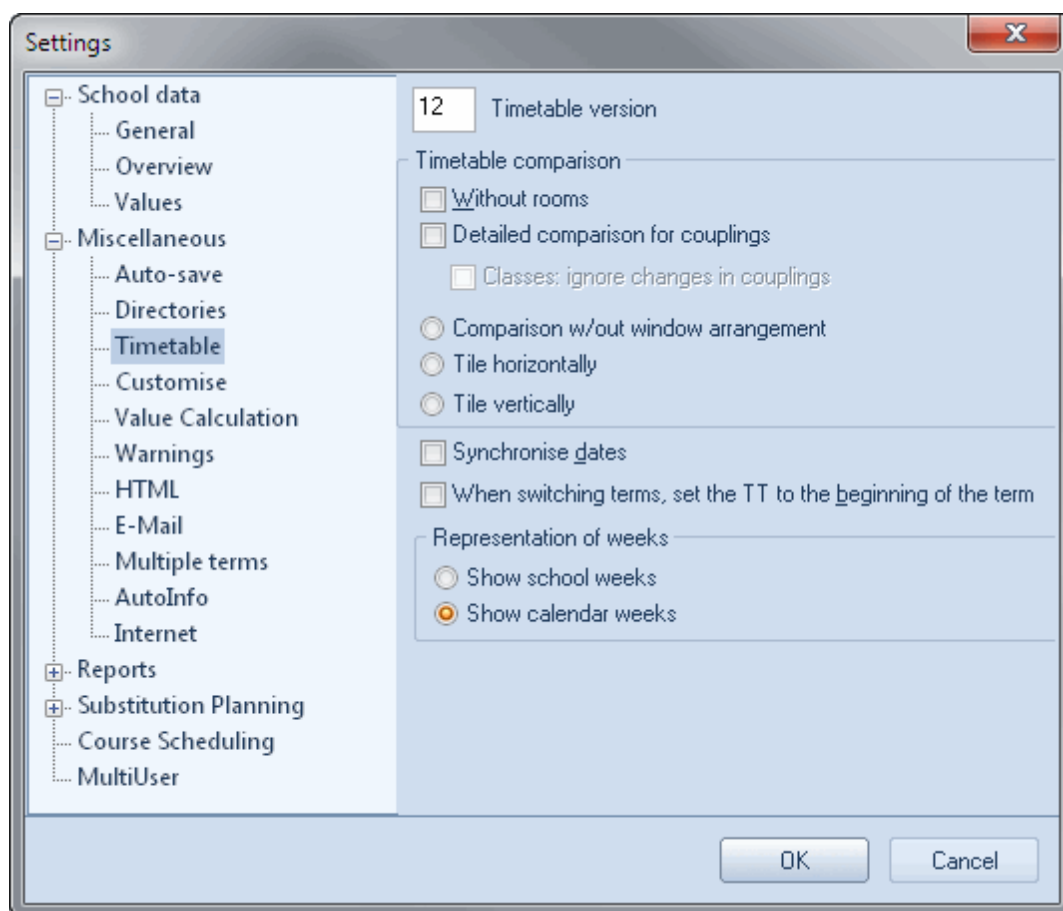 Settings
School data
General
Overview
Values
Miscellaneous
Auto-save
Directories
Timetable
Customise
Value Calculation
Warnings
HTML
E-Mail
Multiple terms
AutoInfo
Internet
Reports
Substitution Planning
Course Scheduling
MultiUser
12 Timetable version
Timetable comparison
Without rooms
Detailed comparison for couplings
Classes: ignore changes in couplings
Comparison w/out window arrangement
Tile horizontally
Tile vertically
Synchronise dates
When switching terms, set the TT to the beginning of the term
Representation of weeks
Show school weeks
Show calendar weeks
OK Cancel